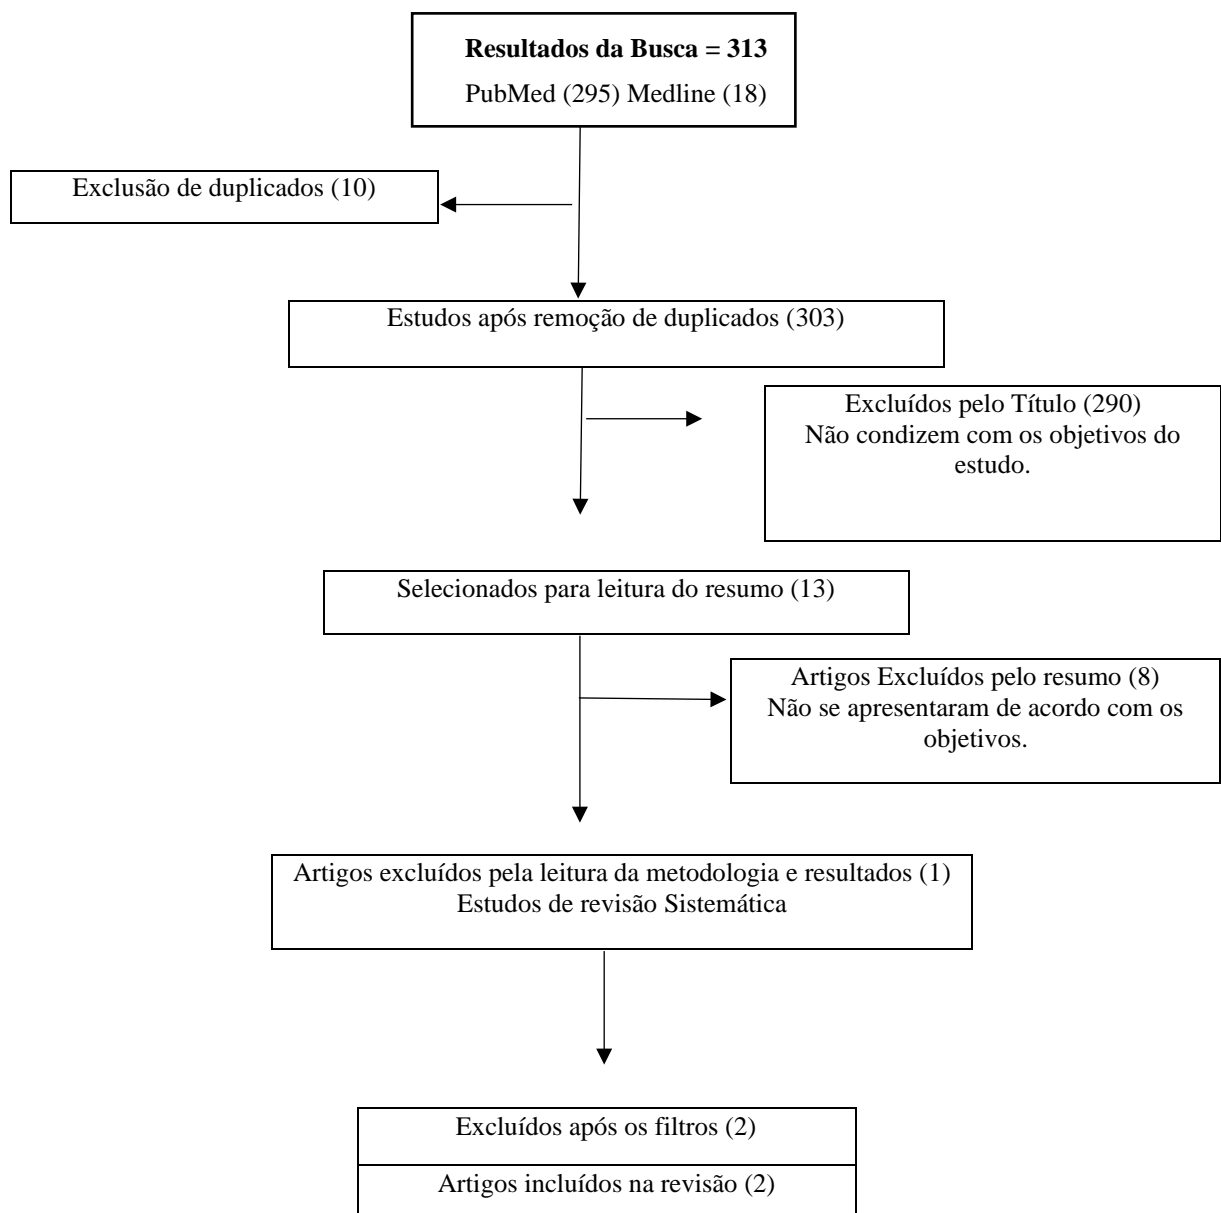 Resultados da Busca = 313
PubMed (295) Medline (18)
Exclusão de duplicados (10)
Estudos após remoção de duplicados (303)
Excluídos pelo Título (290)
Não condizem com os objetivos do
estudo.
Selecionados para leitura do resumo (13)
Artigos Excluídos pelo resumo (8)
Não se apresentaram de acordo com os
objetivos.
Artigos excluídos pela leitura da metodologia e resultados (1)
Estudos de revisão Sistemática
Excluídos após os filtros (2)
Artigos incluídos na revisão (2)